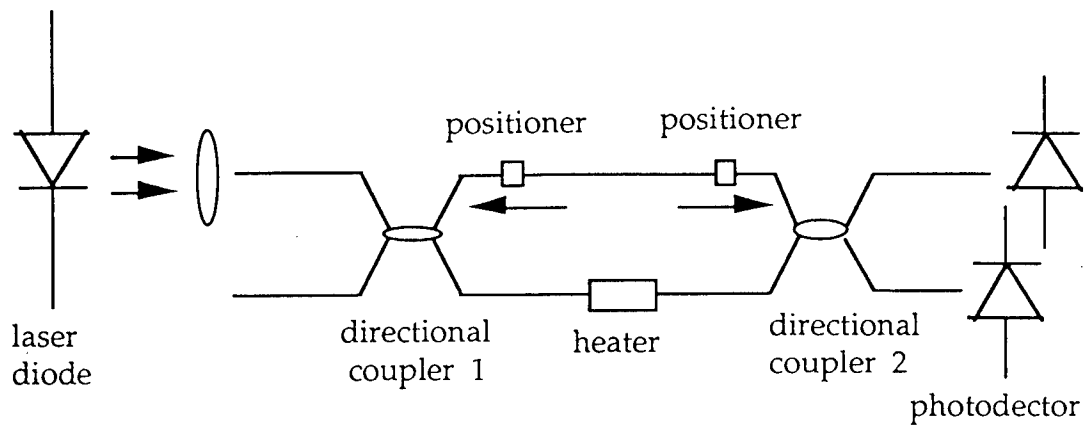 positioner
positioner
laser
diode
directional
coupler 1
heater
directional
coupler 2
photodector